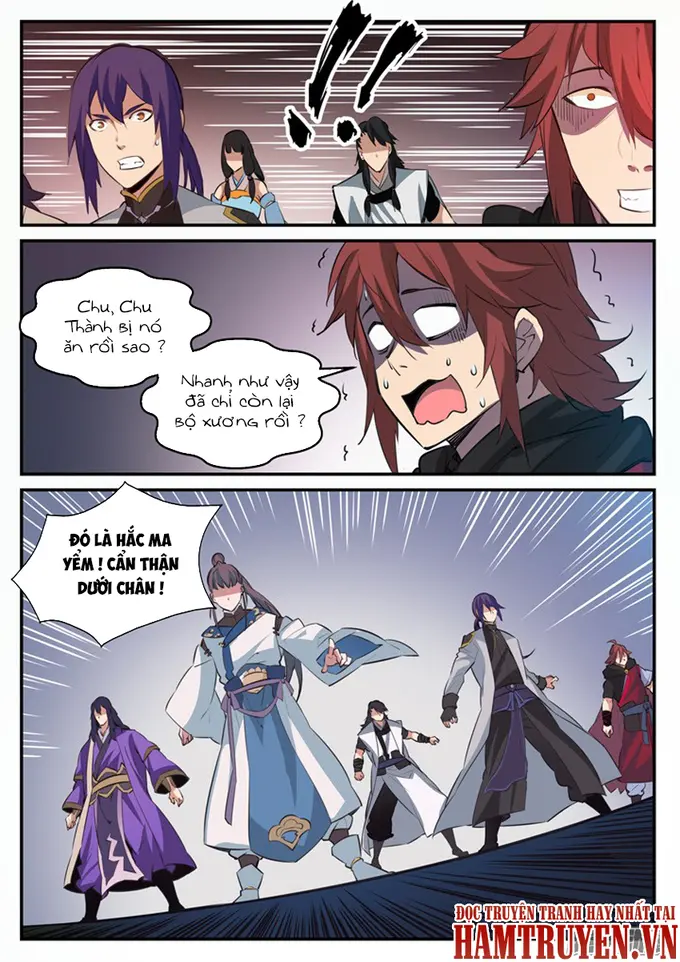 !!
Chu, Chu
Thành bị nó
ăn rồi sao ?
Nhanh như vậy
đã chỉ còn lại
bộ xương rồi ?
ĐÓ LÀ HẮC MA
YỂM ! CẨN THẬN
DƯỚI CHÂN !
ĐỌC TRUYỆN TRANH HAY NHẤT TẠI
HAMTRUYEN.VN